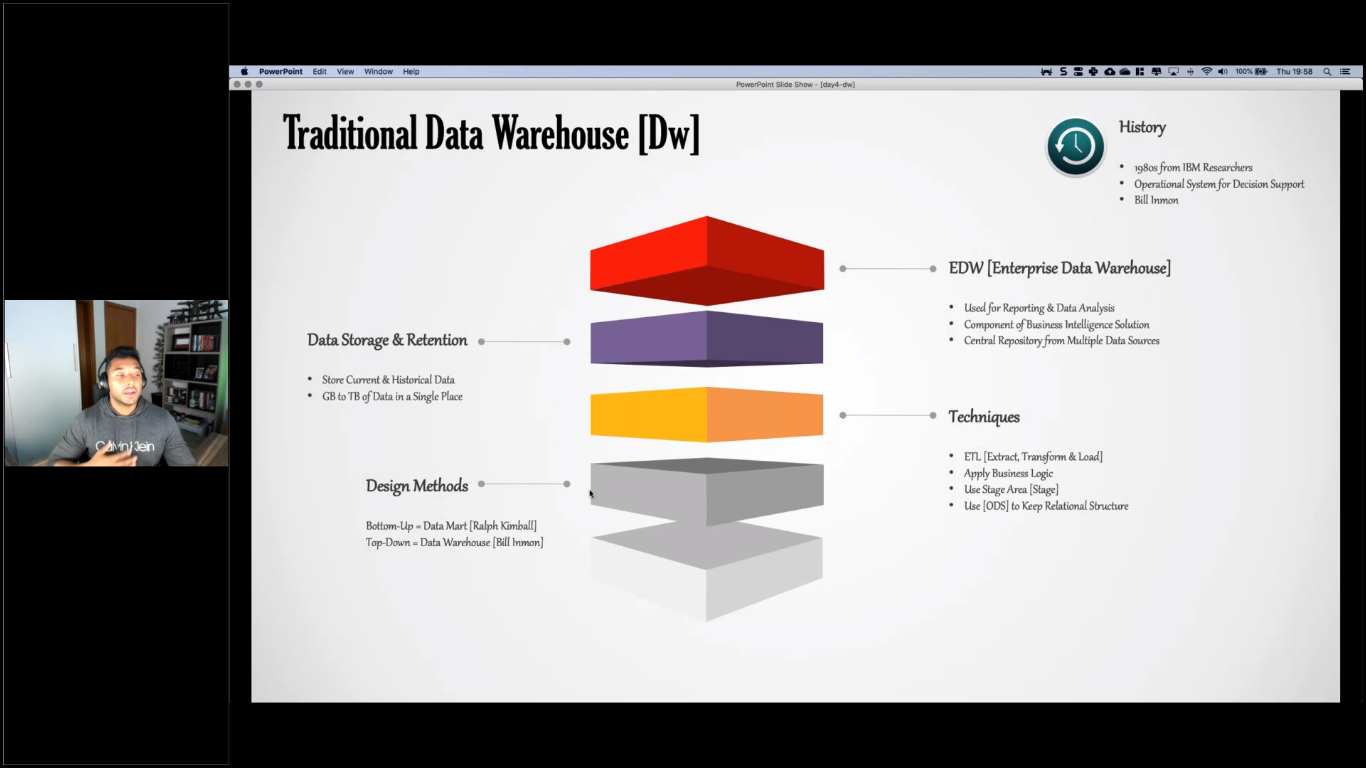 PowerPoint Edit View Window Help
100% Thu 19:58
PowerPoint Slide Show - [day4-dw]
Traditional Data Warehouse [Dw]
History
• 1980s from IBM Researchers
• Operational System for Decision Support
• Bill Inmon
EDW [Enterprise Data Warehouse]
• Used for Reporting & Data Analysis
• Component of Business Intelligence Solution
• Central Repository from Multiple Data Sources
Data Storage & Retention
• Store Current & Historical Data
• GB to TB of Data in a Single Place
Techniques
• ETL [Extract, Transform & Load]
• Apply Business Logic
• Use Stage Area [Stage]
• Use [ODS] to Keep Relational Structure
Design Methods
Bottom-Up = Data Mart [Ralph Kimball]
Top-Down = Data Warehouse [Bill Inmon]
Calvin Klein